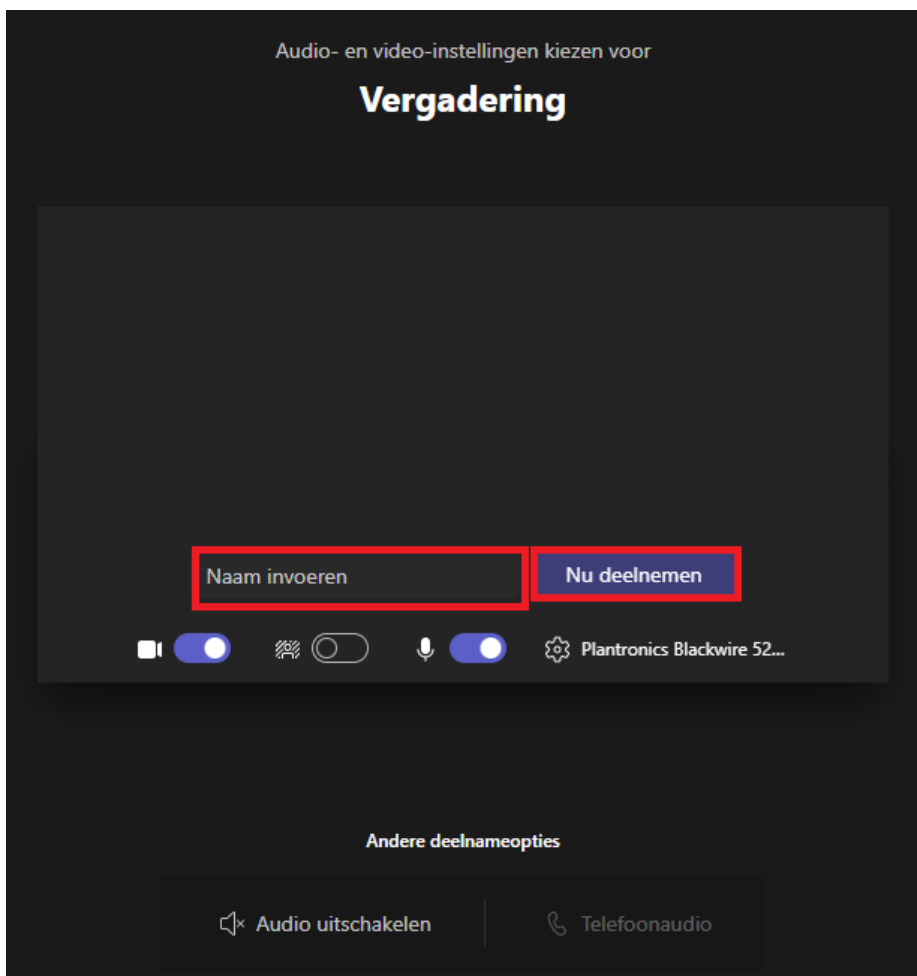 Audio- en video-instellingen kiezen voor
Vergadering
Naam invoeren
Nu deelnemen
Plantronics Blackwire 52...
Andere deelnameopties
Audio uitschakelen
Telefoonaudio